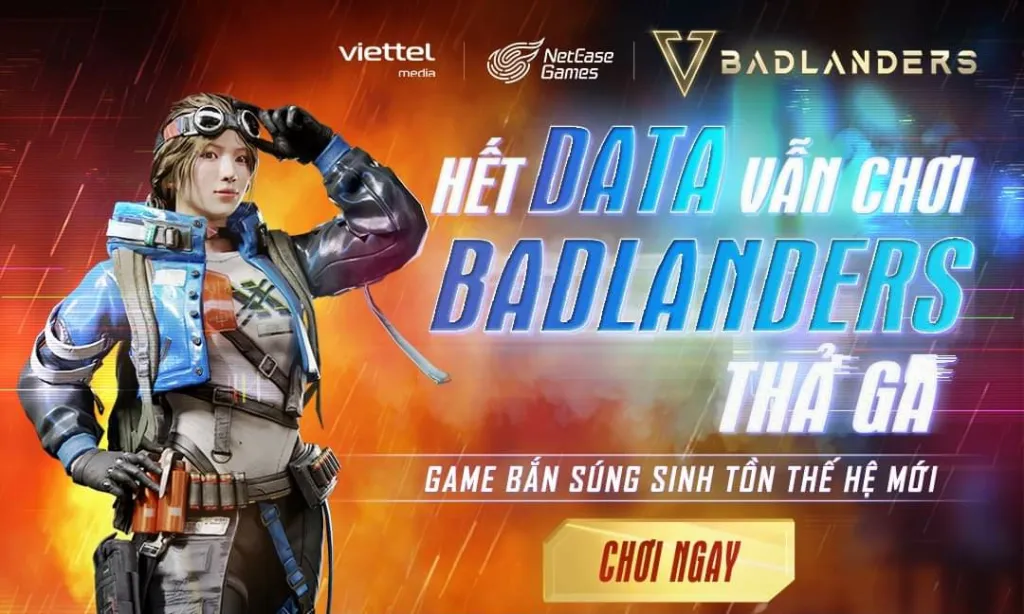 viettel
media
NetEase
Games
BADLANDERS
HẾT DATA VẪN CHƠI
BADLANDERS
THẢ GA
GAME BẮN SÚNG SINH TỒN THẾ HỆ MỚI
CHƠI NGAY